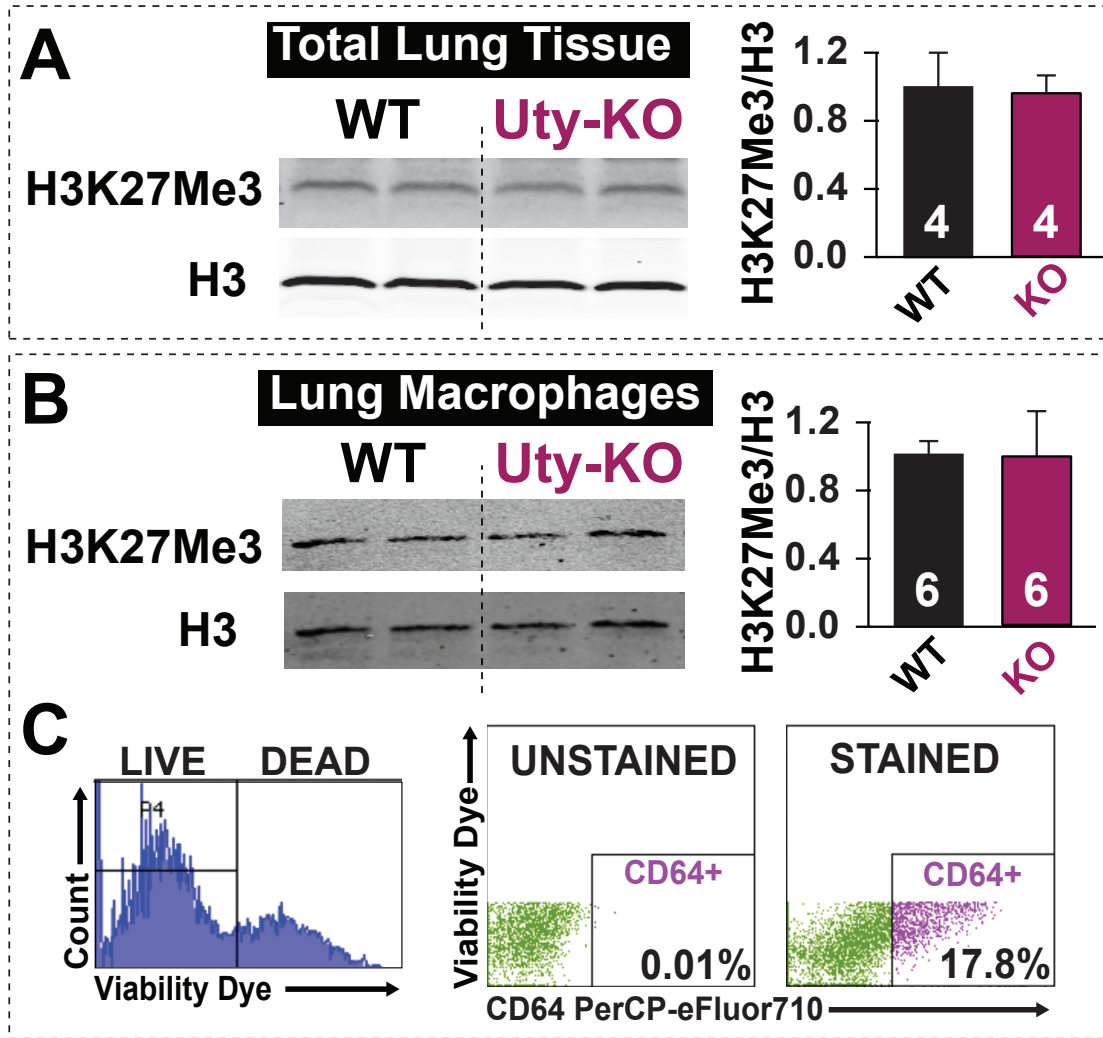 A
Total Lung Tissue
WT Uty-KO
H3K27Me3
H3
H3K27Me3/H3
1.2
0.8
0.4
0.0
4 4
WT KO
B
Lung Macrophages
WT Uty-KO
H3K27Me3
H3
H3K27Me3/H3
1.2
0.8
0.4
0.0
6 6
WT KO
C
LIVE DEAD
P4
Count
Viability Dye
Viability Dye
UNSTAINED
CD64+
0.01%
STAINED
CD64+
17.8%
CD64 PerCP-eFluor710